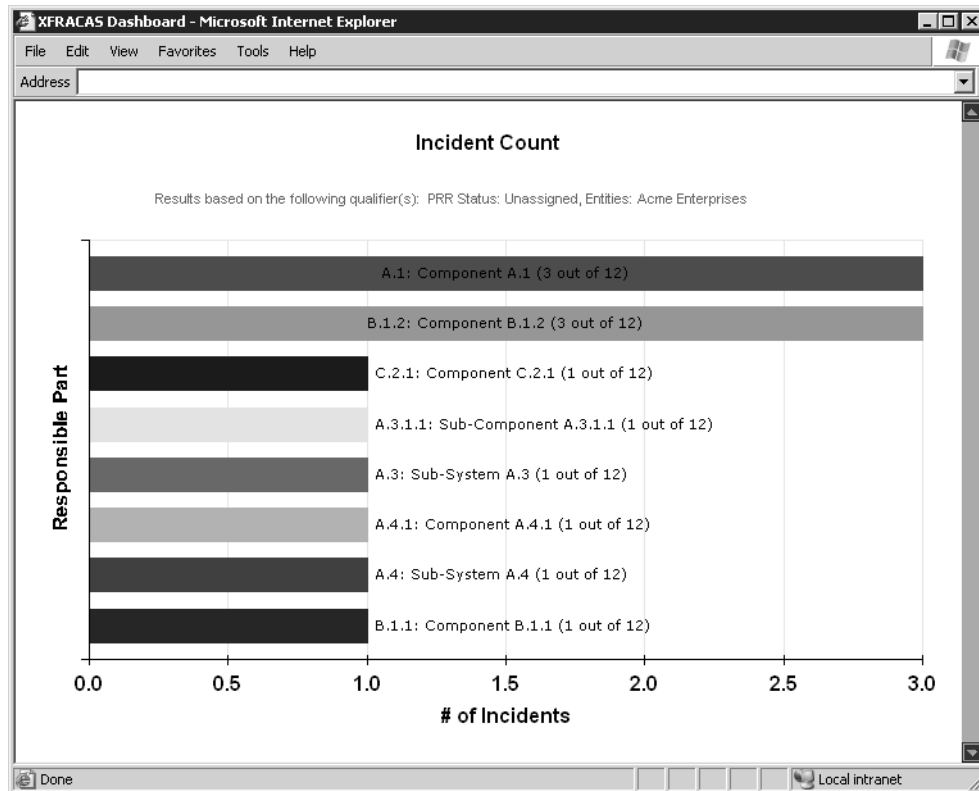 XFRACAS Dashboard - Microsoft Internet Explorer
File Edit View Favorites Tools Help
Address
Incident Count
Results based on the following qualifier(s): PRR Status: Unassigned, Entities: Acme Enterprises
Responsible Part
A.1: Component A.1 (3 out of 12)
B.1.2: Component B.1.2 (3 out of 12)
C.2.1: Component C.2.1 (1 out of 12)
A.3.1.1: Sub-Component A.3.1.1 (1 out of 12)
A.3: Sub-System A.3 (1 out of 12)
A.4.1: Component A.4.1 (1 out of 12)
A.4: Sub-System A.4 (1 out of 12)
B.1.1: Component B.1.1 (1 out of 12)
0.0 0.5 1.0 1.5 2.0 2.5 3.0
# of Incidents
Done Local intranet